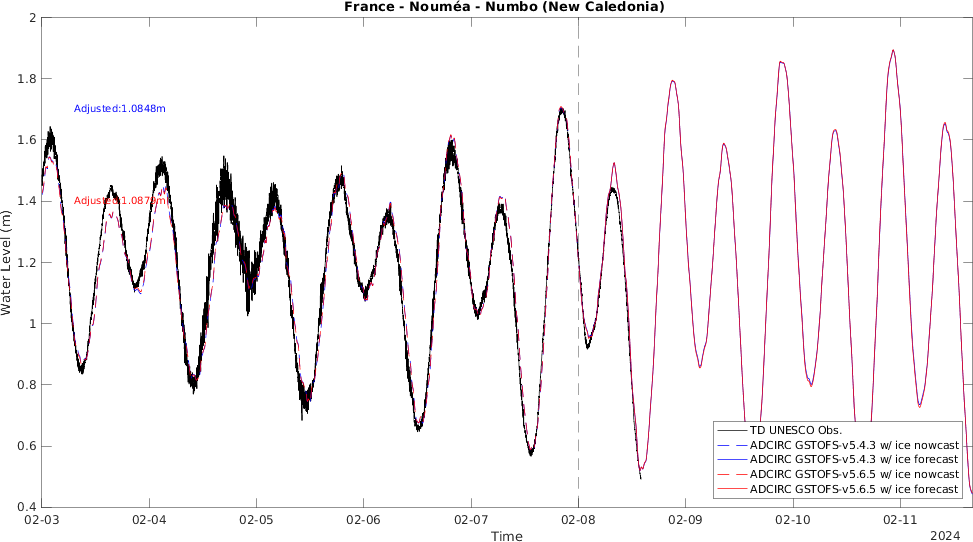 France - Nouméa - Numbo (New Caledonia)
2
1.8
1.6
1.4
1.2
1
0.8
0.6
0.4
Water Level (m)
Adjusted:1.0848m
Adjusted:1.0879m
TD UNESCO Obs.
ADCIRC GSTOFS-v5.4.3 w/ ice nowcast
ADCIRC GSTOFS-v5.4.3 w/ ice forecast
ADCIRC GSTOFS-v5.6.5 w/ ice nowcast
ADCIRC GSTOFS-v5.6.5 w/ ice forecast
02-03 02-04 02-05 02-06 02-07 02-08 02-09 02-10 02-11
Time
2024